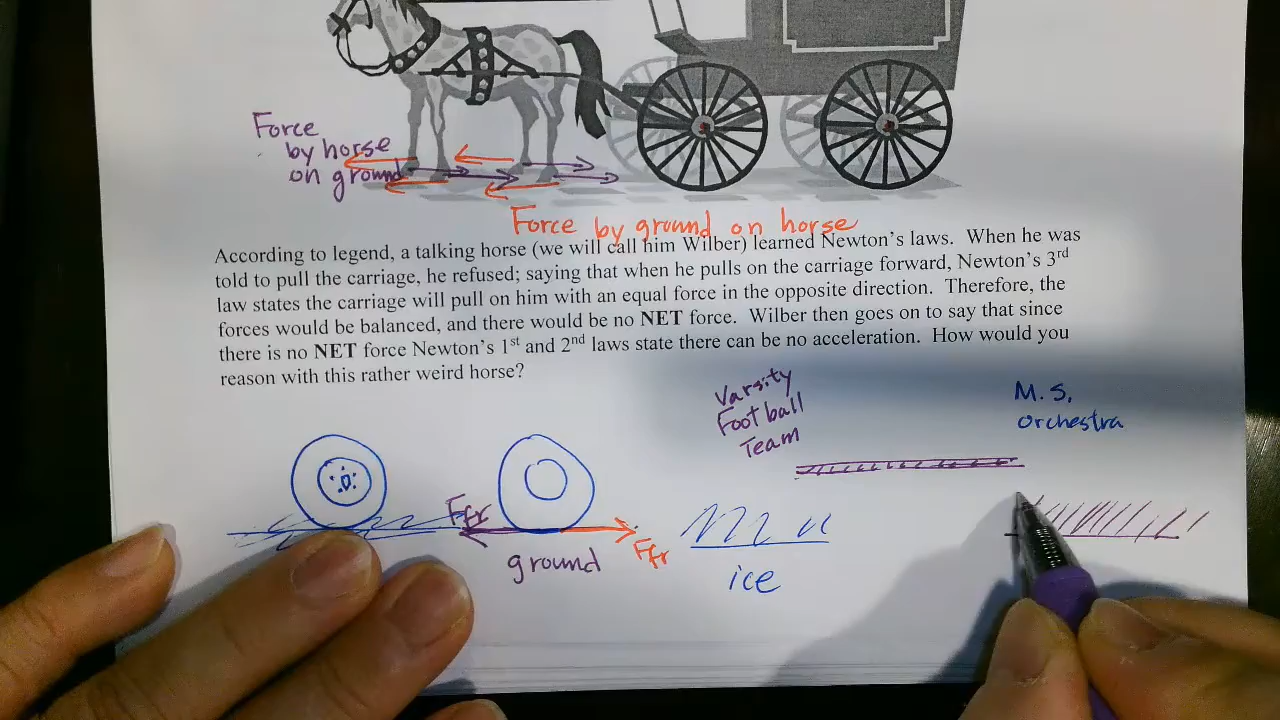 Force
by horse
on ground
Force by ground on horse
According to legend, a talking horse (we will call him Wilber) learned Newton's laws. When he was
told to pull the carriage, he refused; saying that when he pulls on the carriage forward, Newton's 3rd
law states the carriage will pull on him with an equal force in the opposite direction. Therefore, the
forces would be balanced, and there would be no NET force. Wilber then goes on to say that since
there is no NET force Newton's 1st and 2nd laws state there can be no acceleration. How would you
reason with this rather weird horse?
Varsity
Football
Team
M.S.
orchestra
Ffr
Ffr
ground
ice